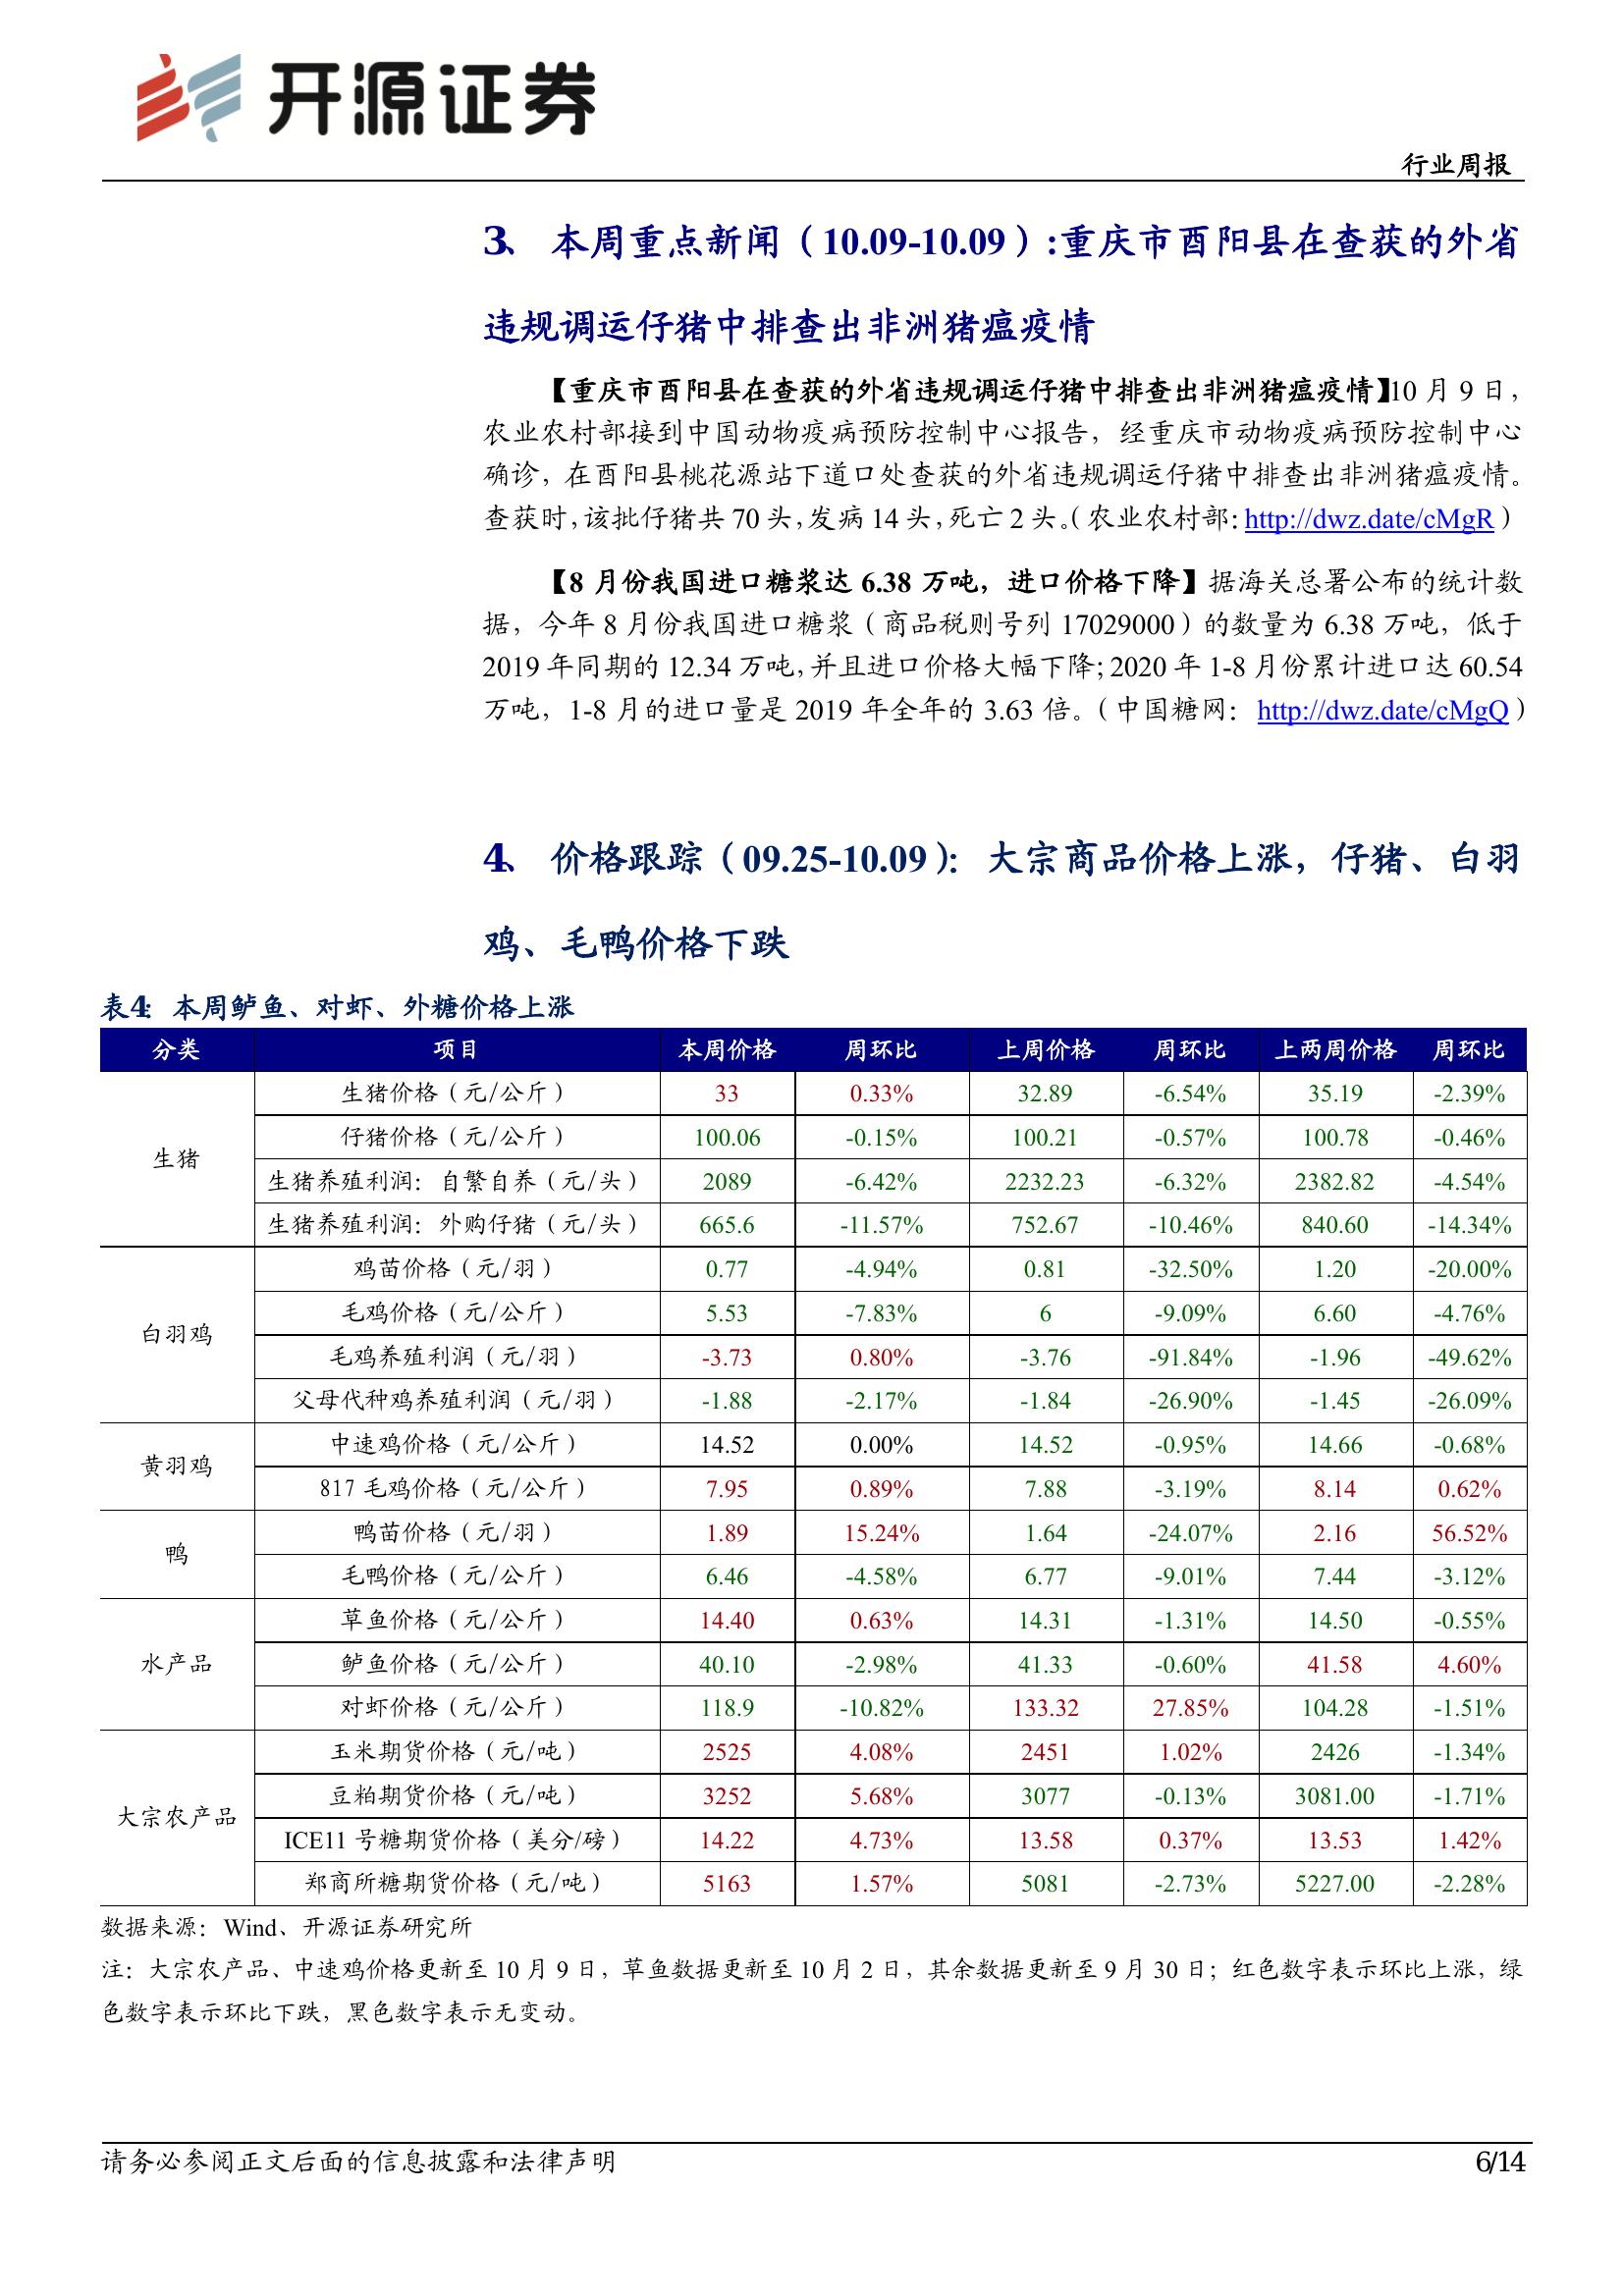 开源证券
行业周报
3、 本周重点新闻（10.09-10.09）:重庆市酉阳县在查获的外省
违规调运仔猪中排查出非洲猪瘟疫情
【重庆市酉阳县在查获的外省违规调运仔猪中排查出非洲猪瘟疫情】10 月 9 日，
农业农村部接到中国动物疫病预防控制中心报告，经重庆市动物疫病预防控制中心
确诊，在酉阳县桃花源站下道口处查获的外省违规调运仔猪中排查出非洲猪瘟疫情。
查获时，该批仔猪共 70 头，发病 14 头，死亡 2 头。（农业农村部：http://dwz.date/cMgR）
【8 月份我国进口糖浆达 6.38 万吨，进口价格下降】据海关总署公布的统计数
据，今年 8 月份我国进口糖浆（商品税则号列 17029000）的数量为 6.38 万吨，低于
2019 年同期的 12.34 万吨，并且进口价格大幅下降；2020 年 1-8 月份累计进口达 60.54
万吨，1-8 月的进口量是 2019 年全年的 3.63 倍。（中国糖网：http://dwz.date/cMgQ）
4、 价格跟踪（09.25-10.09）：大宗商品价格上涨，仔猪、白羽
鸡、毛鸭价格下跌
表4：本周鲈鱼、对虾、外糖价格上涨
分类 项目 本周价格 周环比 上周价格 周环比 上两周价格 周环比
生猪 生猪价格（元/公斤） 33 0.33% 32.89 -6.54% 35.19 -2.39%
仔猪价格（元/公斤） 100.06 -0.15% 100.21 -0.57% 100.78 -0.46%
生猪养殖利润：自繁自养（元/头） 2089 -6.42% 2232.23 -6.32% 2382.82 -4.54%
生猪养殖利润：外购仔猪（元/头） 665.6 -11.57% 752.67 -10.46% 840.60 -14.34%
白羽鸡 鸡苗价格（元/羽） 0.77 -4.94% 0.81 -32.50% 1.20 -20.00%
毛鸡价格（元/公斤） 5.53 -7.83% 6 -9.09% 6.60 -4.76%
毛鸡养殖利润（元/羽） -3.73 0.80% -3.76 -91.84% -1.96 -49.62%
父母代种鸡养殖利润（元/羽） -1.88 -2.17% -1.84 -26.90% -1.45 -26.09%
黄羽鸡 中速鸡价格（元/公斤） 14.52 0.00% 14.52 -0.95% 14.66 -0.68%
817 毛鸡价格（元/公斤） 7.95 0.89% 7.88 -3.19% 8.14 0.62%
鸭 鸭苗价格（元/羽） 1.89 15.24% 1.64 -24.07% 2.16 56.52%
毛鸭价格（元/公斤） 6.46 -4.58% 6.77 -9.01% 7.44 -3.12%
水产品 草鱼价格（元/公斤） 14.40 0.63% 14.31 -1.31% 14.50 -0.55%
鲈鱼价格（元/公斤） 40.10 -2.98% 41.33 -0.60% 41.58 4.60%
对虾价格（元/公斤） 118.9 -10.82% 133.32 27.85% 104.28 -1.51%
大宗农产品 玉米期货价格（元/吨） 2525 4.08% 2451 1.02% 2426 -1.34%
豆粕期货价格（元/吨） 3252 5.68% 3077 -0.13% 3081.00 -1.71%
ICE11 号糖期货价格（美分/磅） 14.22 4.73% 13.58 0.37% 13.53 1.42%
郑商所糖期货价格（元/吨） 5163 1.57% 5081 -2.73% 5227.00 -2.28%
数据来源：Wind、开源证券研究所
注：大宗农产品、中速鸡价格更新至 10 月 9 日，草鱼数据更新至 10 月 2 日，其余数据更新至 9 月 30 日；红色数字表示环比上涨，绿
色数字表示环比下跌，黑色数字表示无变动。
请务必参阅正文后面的信息披露和法律声明 6/14